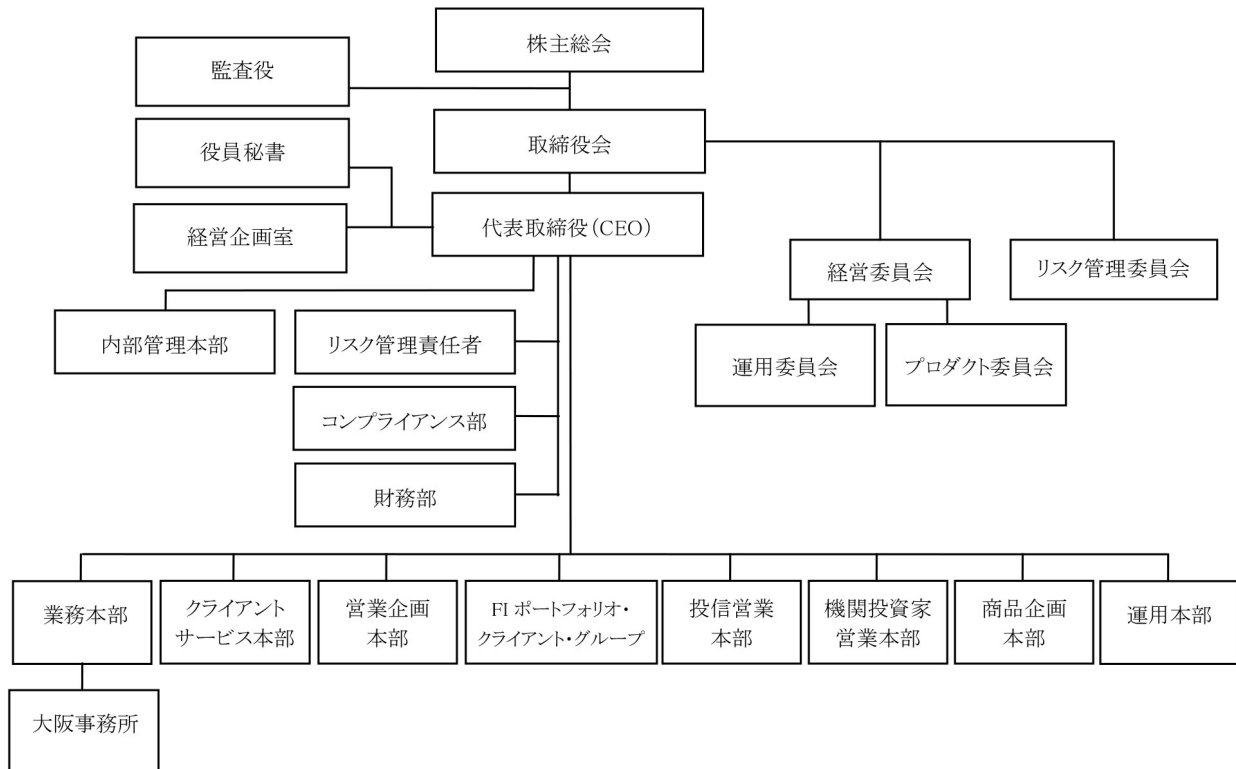 株主総会
監査役
取締役会
役員秘書
代表取締役(CEO)
経営企画室
経営委員会
リスク管理委員会
内部管理本部
リスク管理責任者
運用委員会
プロダクト委員会
コンプライアンス部
財務部
業務本部
クライアント
サービス本部
営業企画
本部
FI ポートフォリオ・
クライアント・グループ
投信営業
本部
機関投資家
営業本部
商品企画
本部
運用本部
大阪事務所